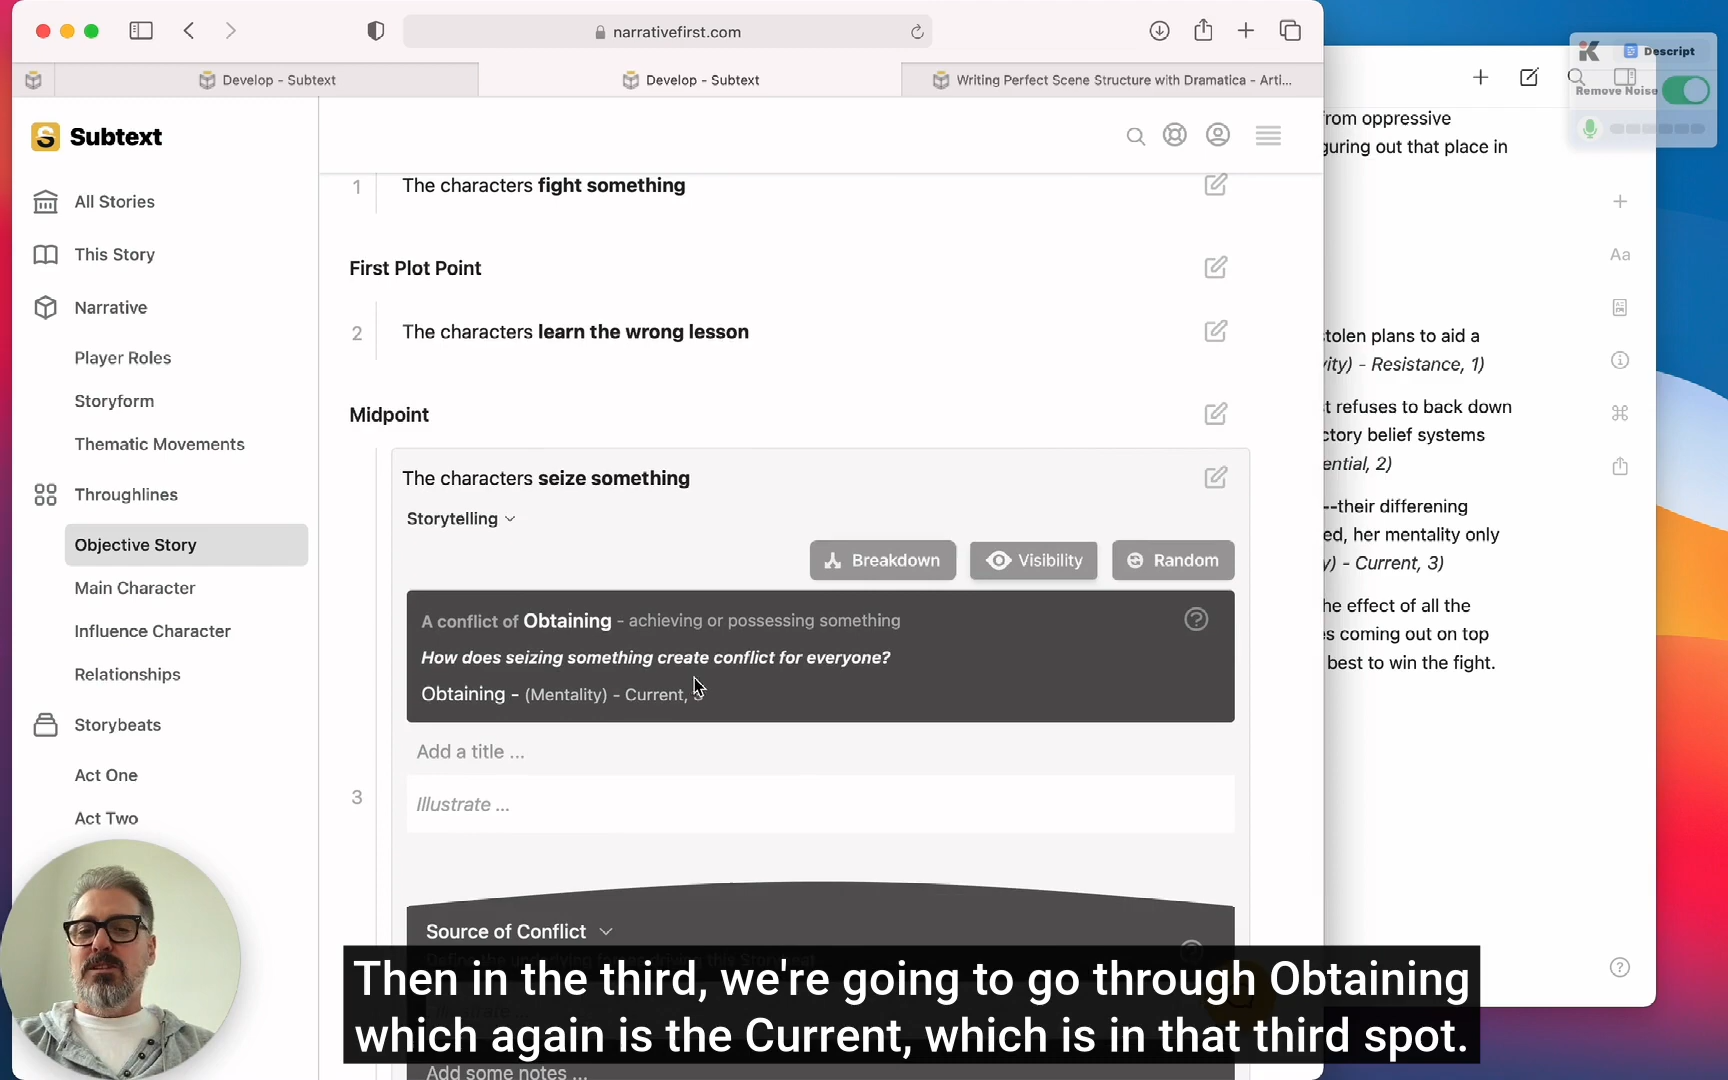 narrativefirst.com
Develop - Subtext
Develop - Subtext
Writing Perfect Scene Structure with Dramatica - Arti...
Descript
Remove Noise
Subtext
All Stories
This Story
Narrative
Player Roles
Storyform
Thematic Movements
Throughlines
Objective Story
Main Character
Influence Character
Relationships
Storybeats
Act One
Act Two
1
The characters fight something
First Plot Point
2
The characters learn the wrong lesson
Midpoint
The characters seize something
Storytelling
Breakdown
Visibility
Random
A conflict of Obtaining - achieving or possessing something
How does seizing something create conflict for everyone?
Obtaining - (Mentality) - Current, 3
Add a title ...
3
Illustrate ...
Source of Conflict
Add some notes ...
from oppressive
guring out that place in
Aa
stolen plans to aid a
vity) - Resistance, 1)
t refuses to back down
ctory belief systems
ential, 2)
--their differening
ed, her mentality only
y) - Current, 3)
he effect of all the
es coming out on top
best to win the fight.
Then in the third, we're going to go through Obtaining
which again is the Current, which is in that third spot.